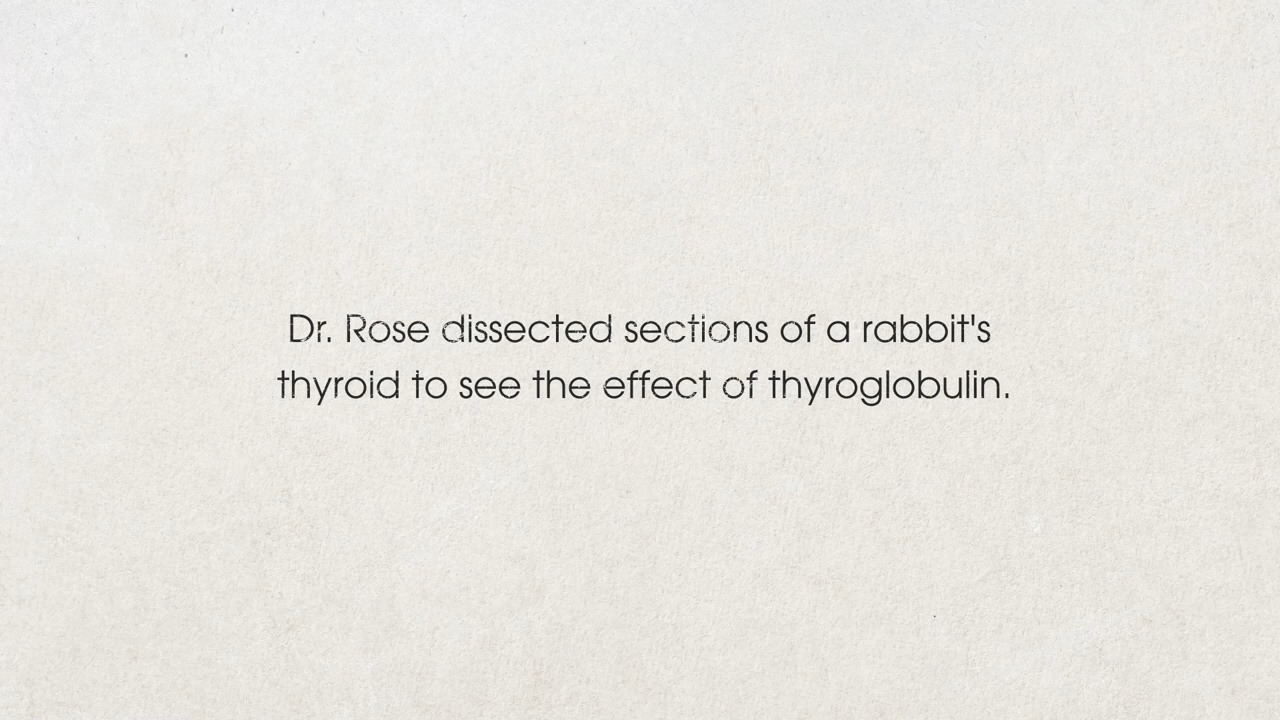 Dr. Rose dissected sections of a rabbit's
thyroid to see the effect of thyroglobulin.